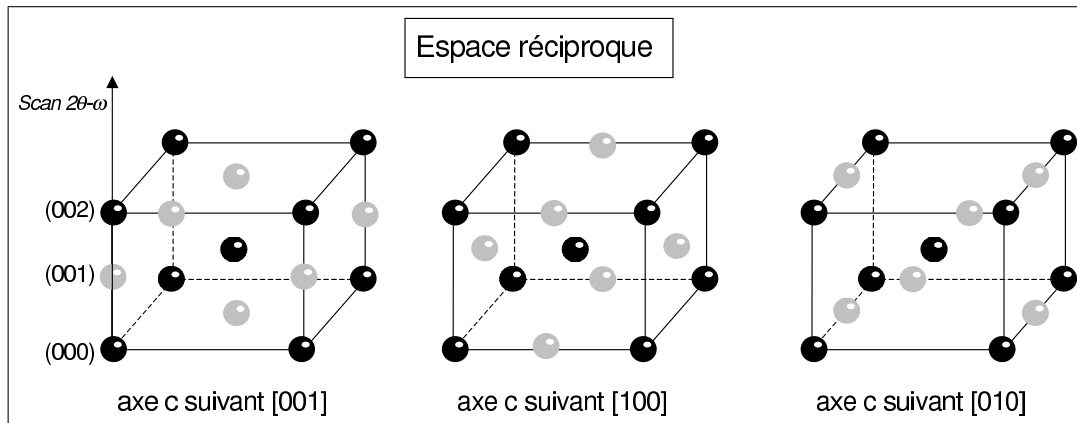 Espace réciproque
Scan 2θ-ω
(002)
(001)
(000)
axe c suivant [001]
axe c suivant [100]
axe c suivant [010]